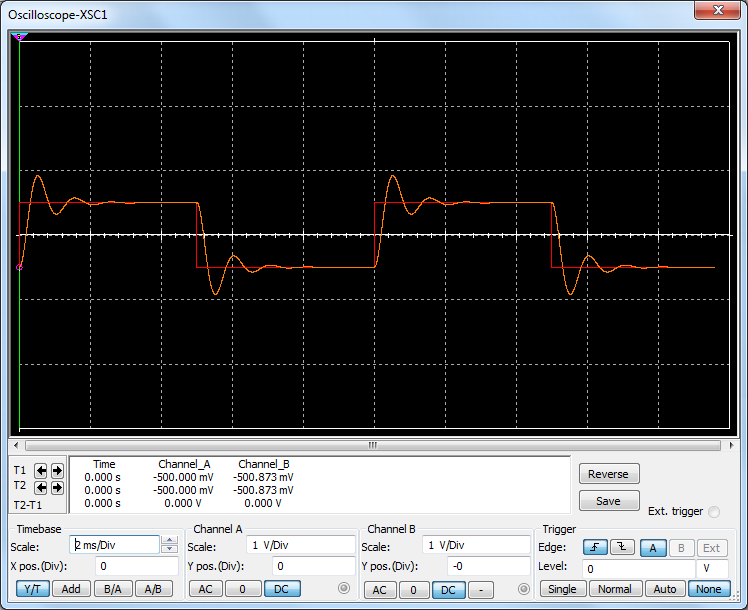 Oscilloscope-XSC1
T1
T2
T2-T1
Time Channel_A Channel_B
0.000 s -500.000 mV -500.873 mV
0.000 s -500.000 mV -500.873 mV
0.000 s 0.000 V 0.000 V
Reverse
Save
Ext. trigger
Timebase
Scale: 2 ms/Div
X pos.(Div): 0
Y/T Add B/A A/B
Channel A
Scale: 1 V/Div
Y pos.(Div): 0
AC 0 DC
Channel B
Scale: 1 V/Div
Y pos.(Div): -0
AC 0 DC -
Trigger
Edge: A B Ext
Level: 0 V
Single Normal Auto None